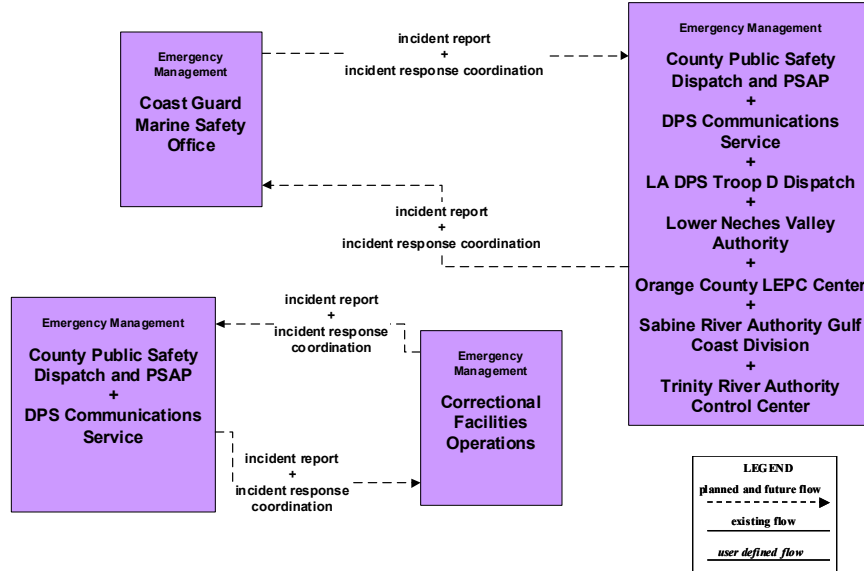 Emergency Management
Coast Guard
Marine Safety
Office
incident report
+
incident response coordination
Emergency Management
County Public Safety
Dispatch and PSAP
+
DPS Communications
Service
+
LA DPS Troop D Dispatch
+
Lower Neches Valley
Authority
+
Orange County LEPC Center
+
Sabine River Authority Gulf
Coast Division
+
Trinity River Authority
Control Center
incident report
+
incident response coordination
Emergency Management
County Public Safety
Dispatch and PSAP
+
DPS Communications
Service
incident report
+
incident response
coordination
Emergency
Management
Correctional
Facilities
Operations
incident report
+
incident response
coordination
LEGEND
planned and future flow
existing flow
user defined flow